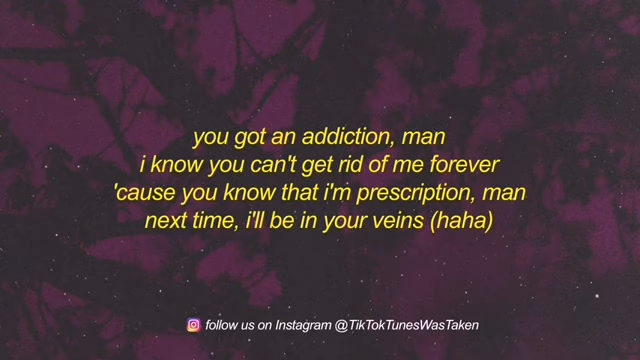 you got an addiction, man
i know you can't get rid of me forever
'cause you know that i'm prescription, man
next time, i'll be in your veins (haha)
follow us on Instagram @TikTokTunesWasTaken